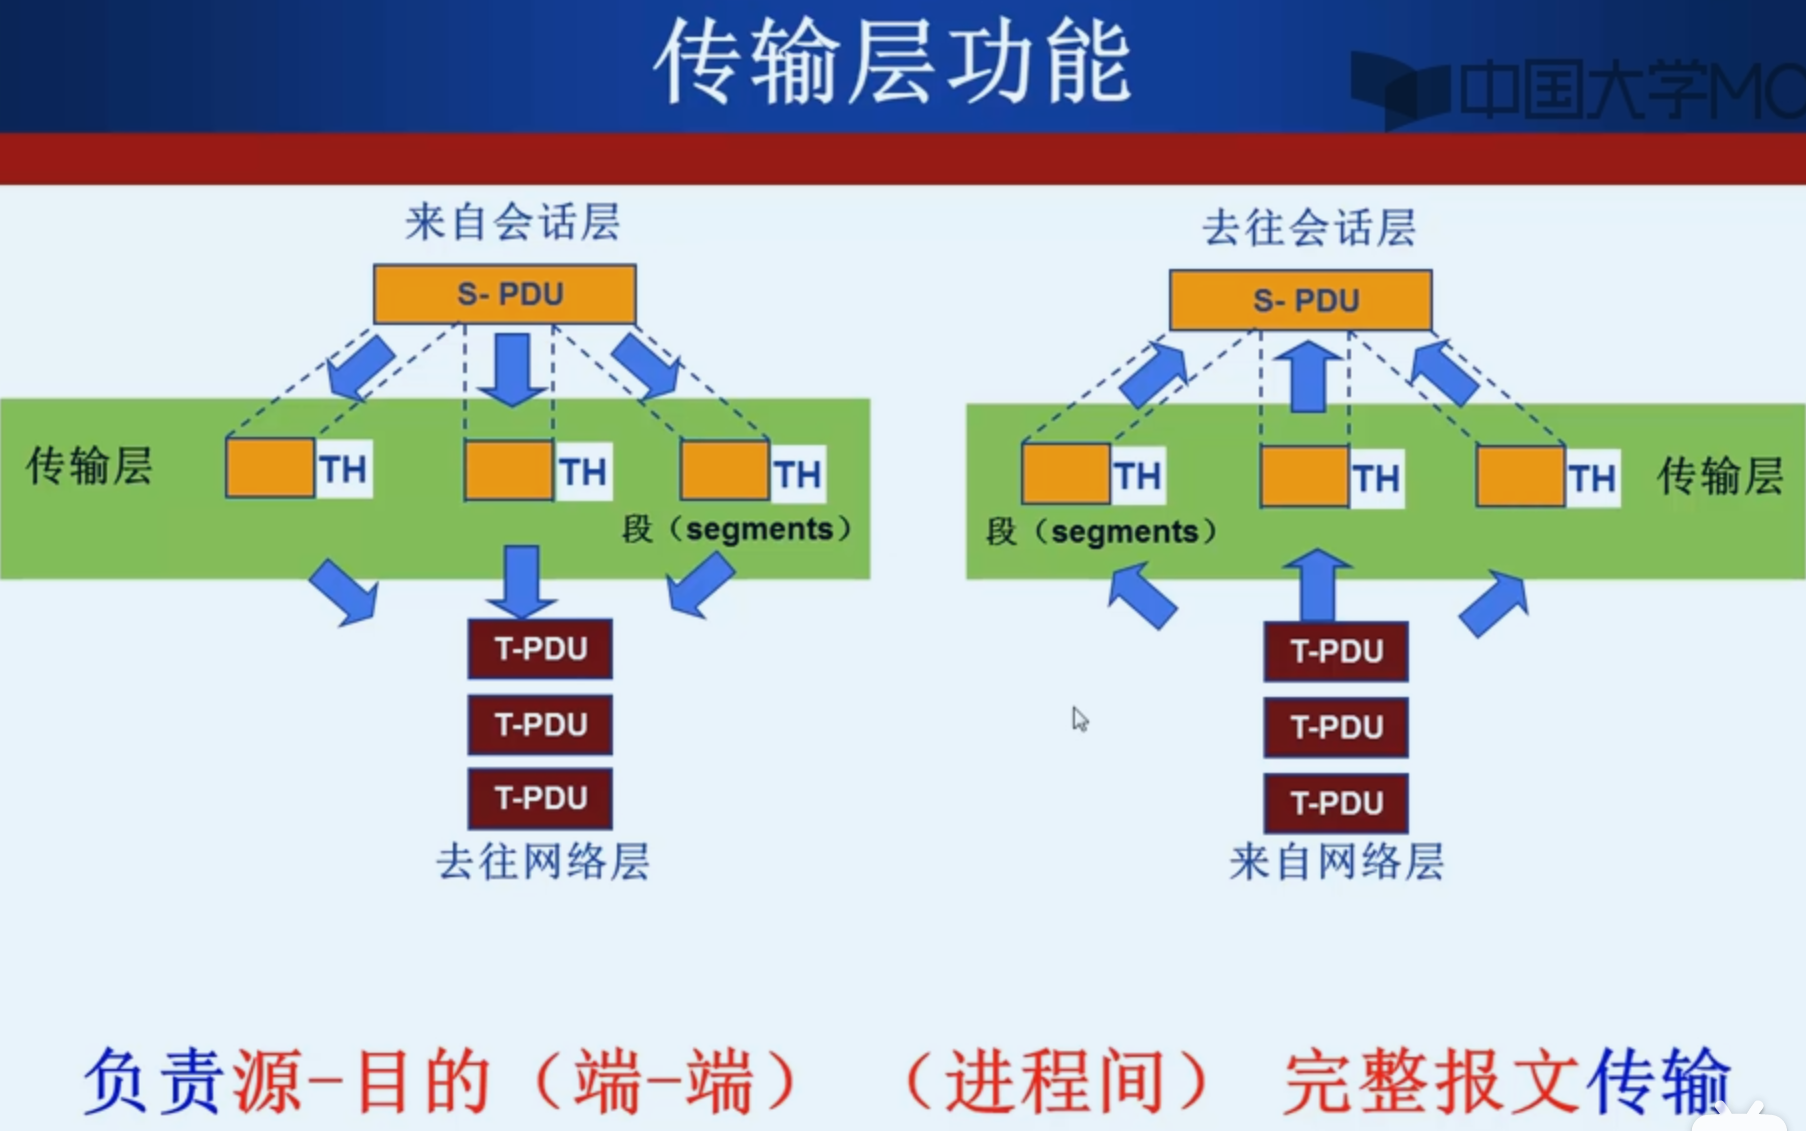 传输层功能
中国大学MO
来自会话层
S- PDU
传输层
TH
TH
TH
段（segments）
T-PDU
T-PDU
T-PDU
去往网络层
去往会话层
S- PDU
TH
TH
TH
传输层
段（segments）
T-PDU
T-PDU
T-PDU
来自网络层
负责源-目的（端-端）（进程间）完整报文传输